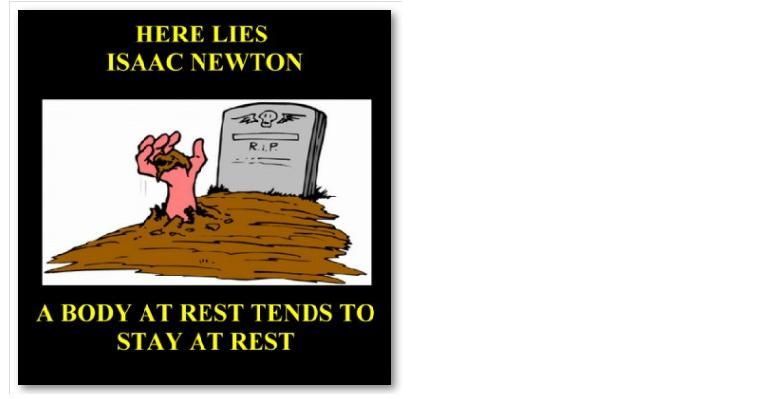 HERE LIES
ISAAC NEWTON
R.I.P.
A BODY AT REST TENDS TO
STAY AT REST